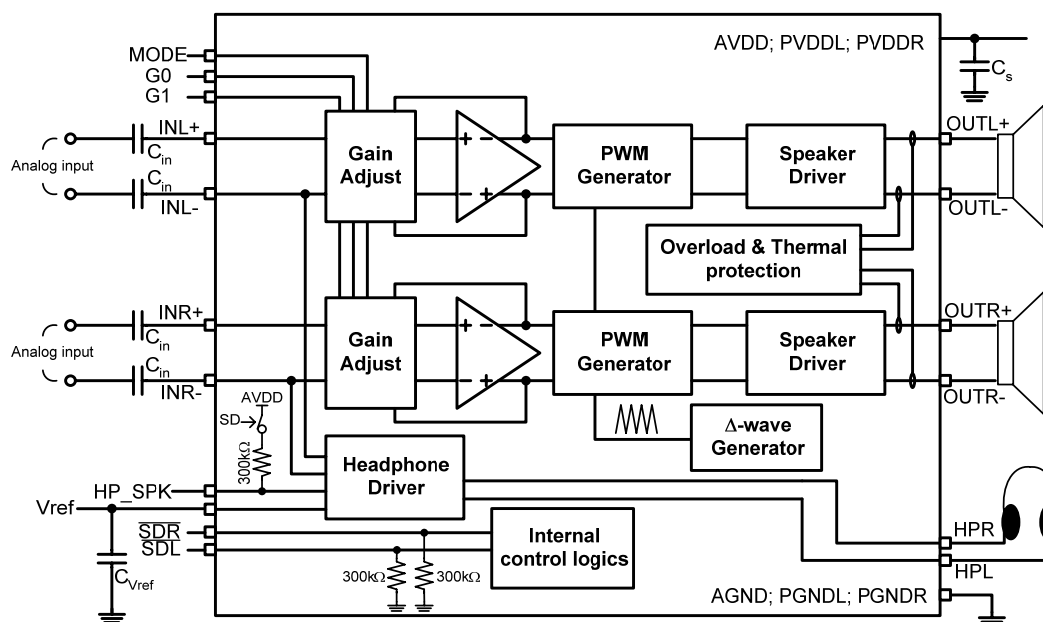 MODE
G0
G1
AVDD; PVDDL; PVDDR
Cs
INL+
Cin
Analog input
Cin
INL-
Gain
Adjust
+ −
− +
PWM
Generator
Speaker
Driver
OUTL+
OUTL-
Overload & Thermal
protection
INR+
Cin
Analog input
Cin
INR-
Gain
Adjust
+ −
− +
PWM
Generator
Speaker
Driver
OUTR+
OUTR-
AVDD
SD
300kΩ
Δ-wave
Generator
Headphone
Driver
HP_SPK
Vref
SDR
SDL
CVref
300kΩ
300kΩ
Internal
control logics
HPR
HPL
AGND; PGNDL; PGNDR